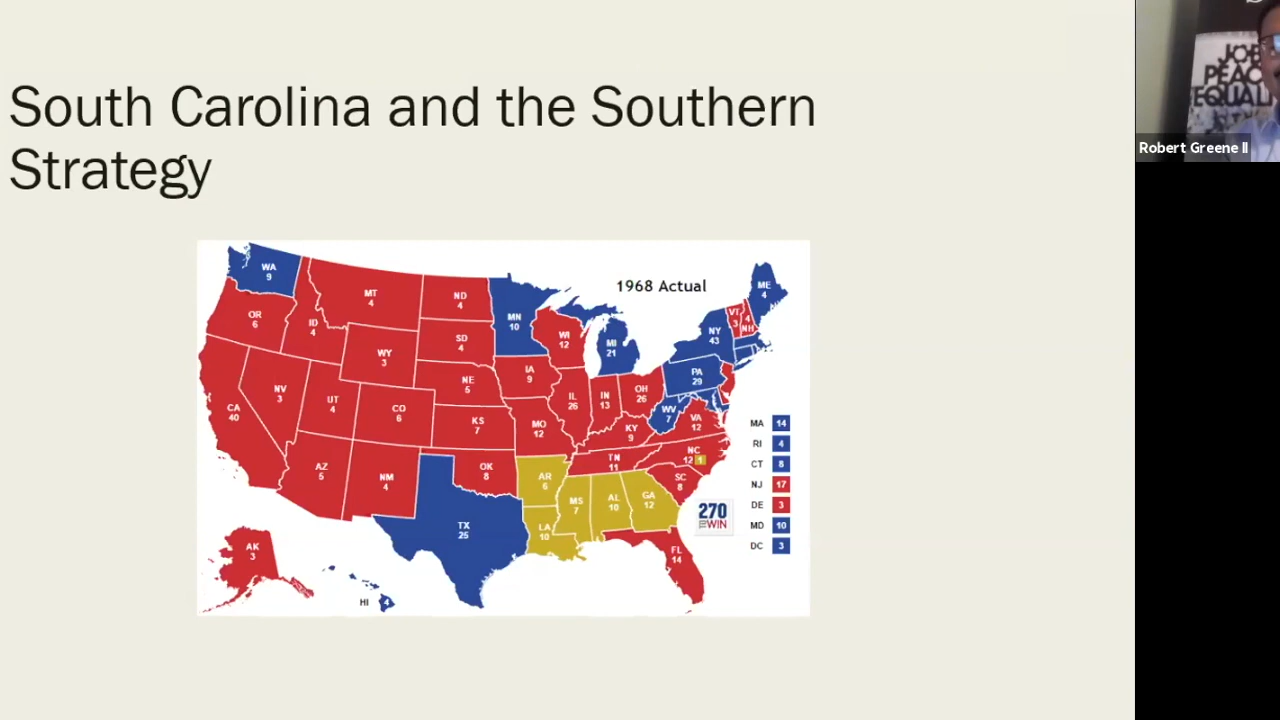 South Carolina and the Southern
Strategy
1968 Actual
WA
9
OR
6
CA
40
NV
3
ID
4
MT
4
WY
3
UT
4
AZ
5
CO
6
NM
4
ND
4
SD
4
NE
5
KS
7
OK
8
TX
25
MN
10
IA
9
MO
12
AR
6
LA
10
WI
12
IL
26
MI
21
IN
13
OH
26
KY
9
TN
11
MS
7
AL
10
GA
12
FL
14
SC
8
NC
12 1
VA
12
WV
7
PA
29
NY
43
VT
3
4
NH
ME
4
AK
3
HI 4
MA 14
RI 4
CT 8
NJ 17
DE 3
MD 10
DC 3
270
TO WIN
JOB
PEAC
EQUALI
Robert Greene II